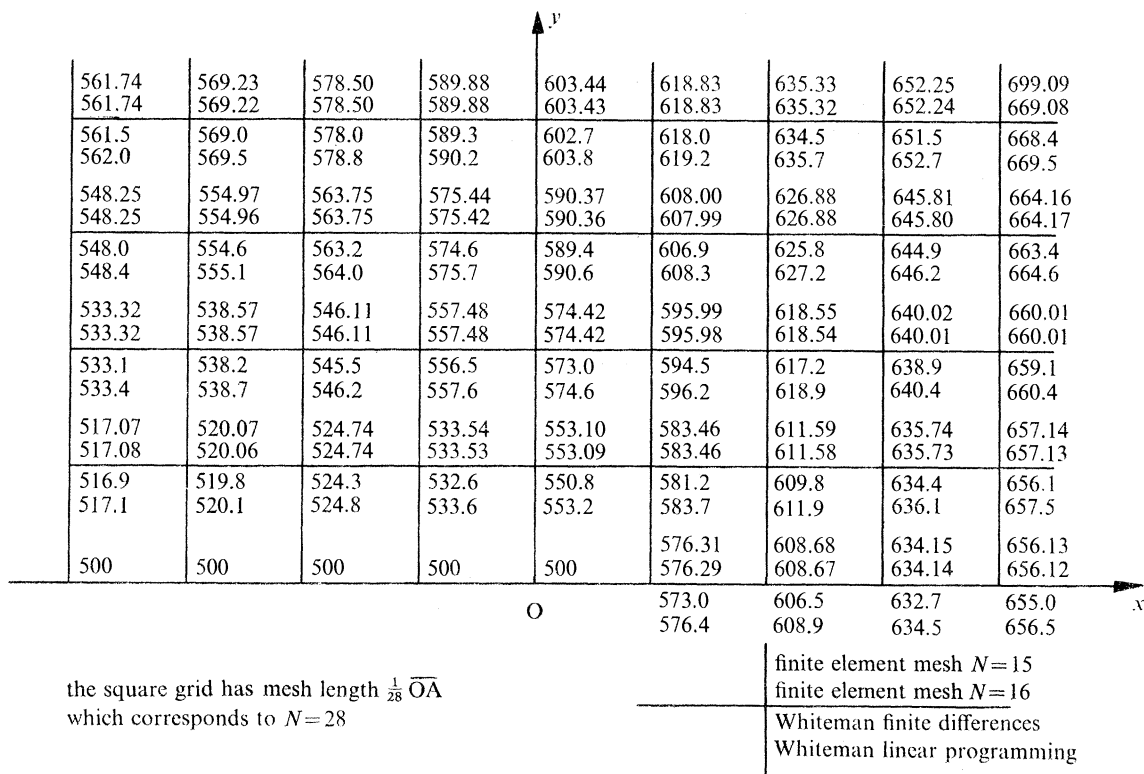 y
561.74 569.23 578.50 589.88 603.44 618.83 635.33 652.25 699.09
561.74 569.22 578.50 589.88 603.43 618.83 635.32 652.24 669.08
561.5 569.0 578.0 589.3 602.7 618.0 634.5 651.5 668.4
562.0 569.5 578.8 590.2 603.8 619.2 635.7 652.7 669.5
548.25 554.97 563.75 575.44 590.37 608.00 626.88 645.81 664.16
548.25 554.96 563.75 575.42 590.36 607.99 626.88 645.80 664.17
548.0 554.6 563.2 574.6 589.4 606.9 625.8 644.9 663.4
548.4 555.1 564.0 575.7 590.6 608.3 627.2 646.2 664.6
533.32 538.57 546.11 557.48 574.42 595.99 618.55 640.02 660.01
533.32 538.57 546.11 557.48 574.42 595.98 618.54 640.01 660.01
533.1 538.2 545.5 556.5 573.0 594.5 617.2 638.9 659.1
533.4 538.7 546.2 557.6 574.6 596.2 618.9 640.4 660.4
517.07 520.07 524.74 533.54 553.10 583.46 611.59 635.74 657.14
517.08 520.06 524.74 533.53 553.09 583.46 611.58 635.73 657.13
516.9 519.8 524.3 532.6 550.8 581.2 609.8 634.4 656.1
517.1 520.1 524.8 533.6 553.2 583.7 611.9 636.1 657.5
576.31 608.68 634.15 656.13
500 500 500 500 500 576.29 608.67 634.14 656.12
O 573.0 606.5 632.7 655.0 x
576.4 608.9 634.5 656.5
the square grid has mesh length 1/28 O̅A̅
which corresponds to N=28
finite element mesh N=15
finite element mesh N=16
Whiteman finite differences
Whiteman linear programming